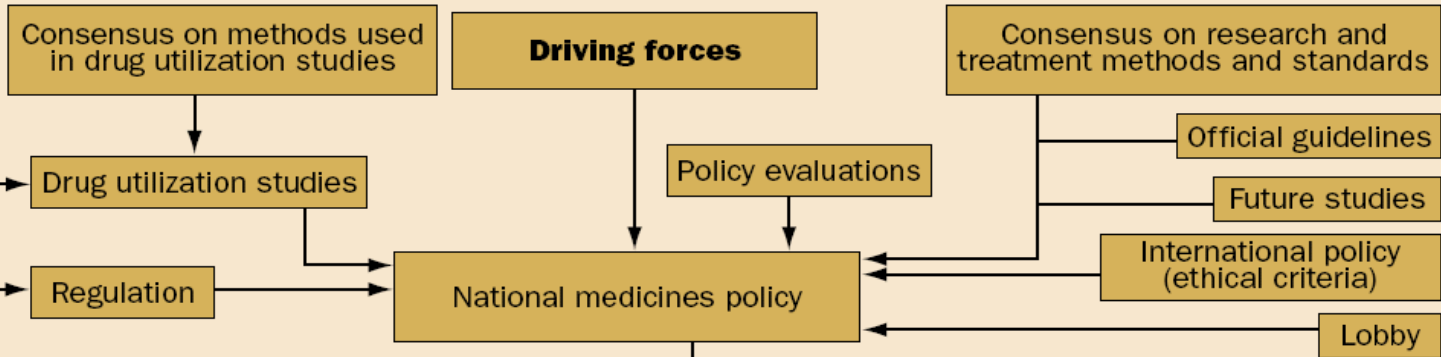 Consensus on methods used
in drug utilization studies
Driving forces
Consensus on research and
treatment methods and standards
Official guidelines
Policy evaluations
Drug utilization studies
Future studies
International policy
(ethical criteria)
Regulation
National medicines policy
Lobby